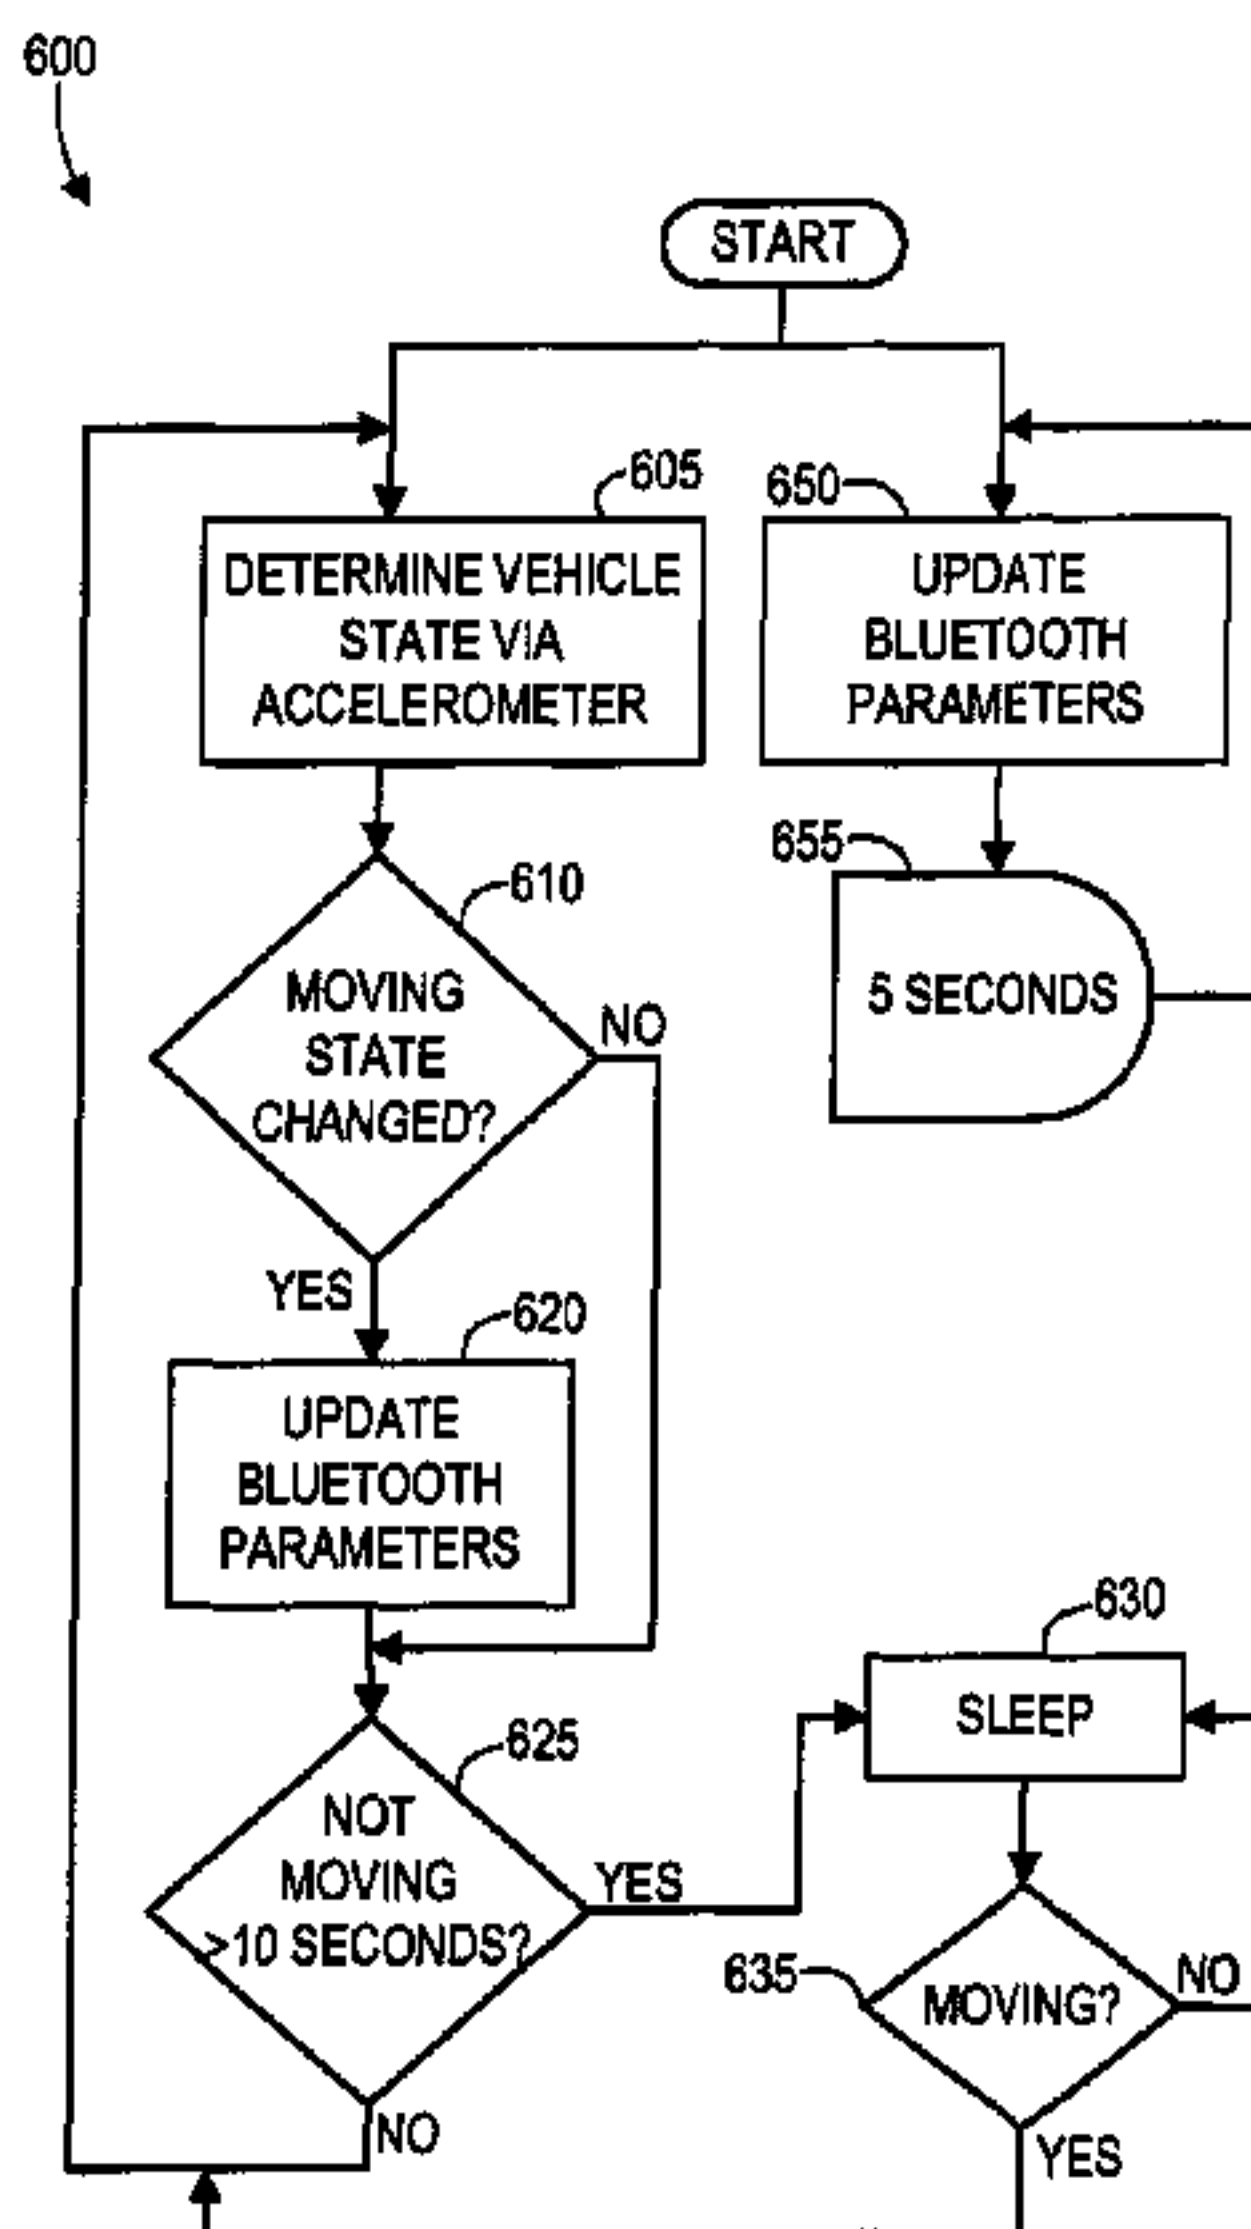 600
START
605
DETERMINE VEHICLE
STATE VIA
ACCELEROMETER
650
UPDATE
BLUETOOTH
PARAMETERS
655
5 SECONDS
610
MOVING
STATE
CHANGED?
NO
YES
620
UPDATE
BLUETOOTH
PARAMETERS
625
NOT
MOVING
>10 SECONDS?
YES
NO
630
SLEEP
635
MOVING?
NO
YES